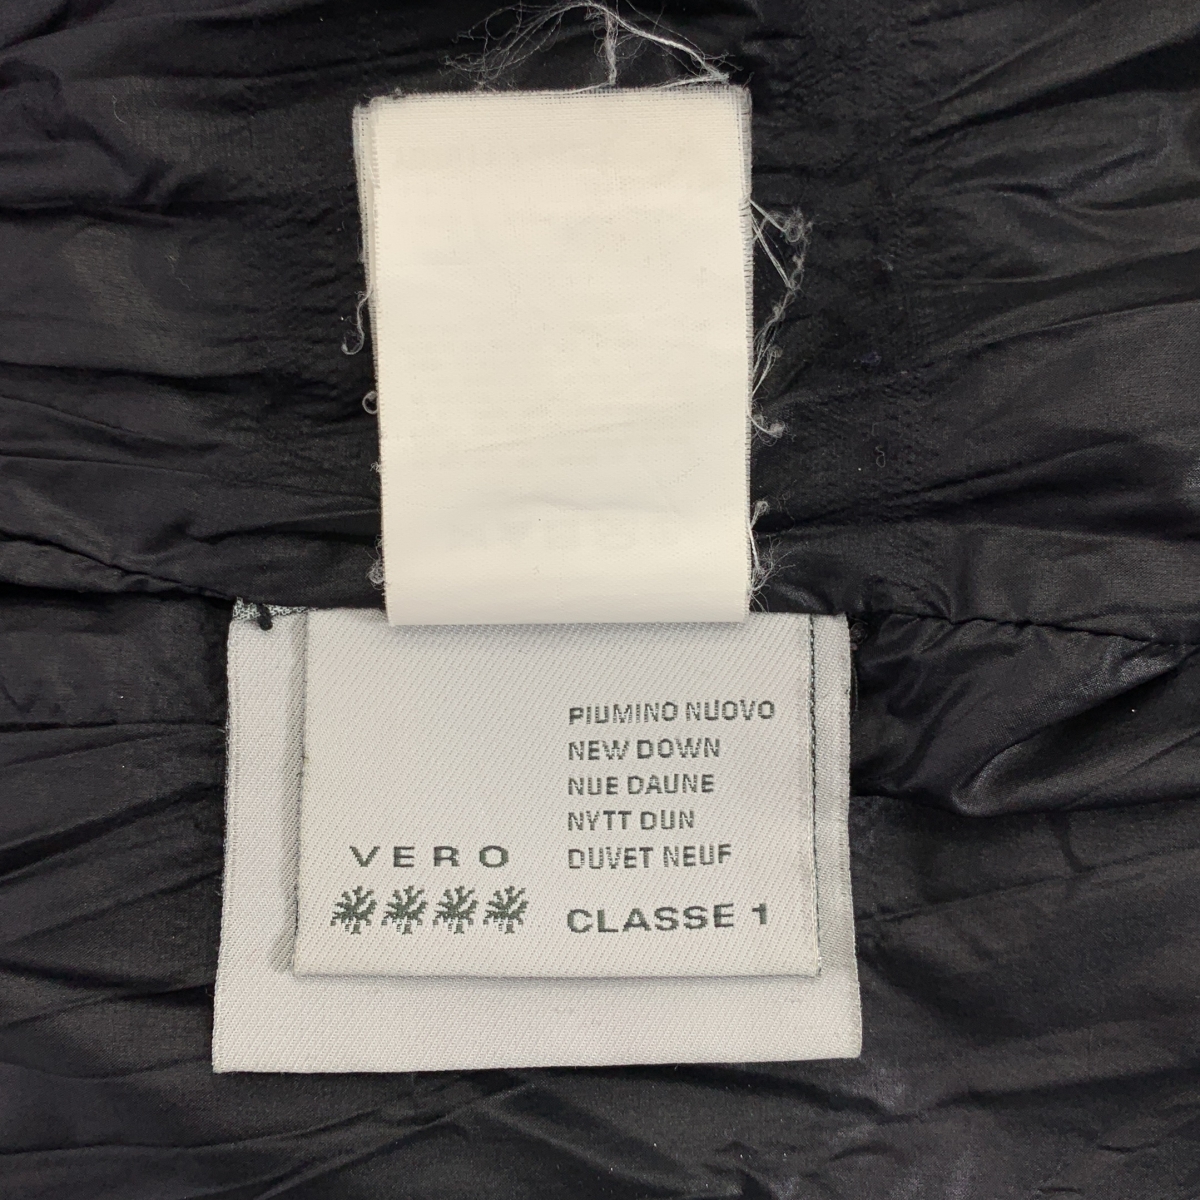 PIUMINO NUOVO
NEW DOWN
NUE DAUNE
NYTT DUN
DUVET NEUF
VERO
CLASSE 1